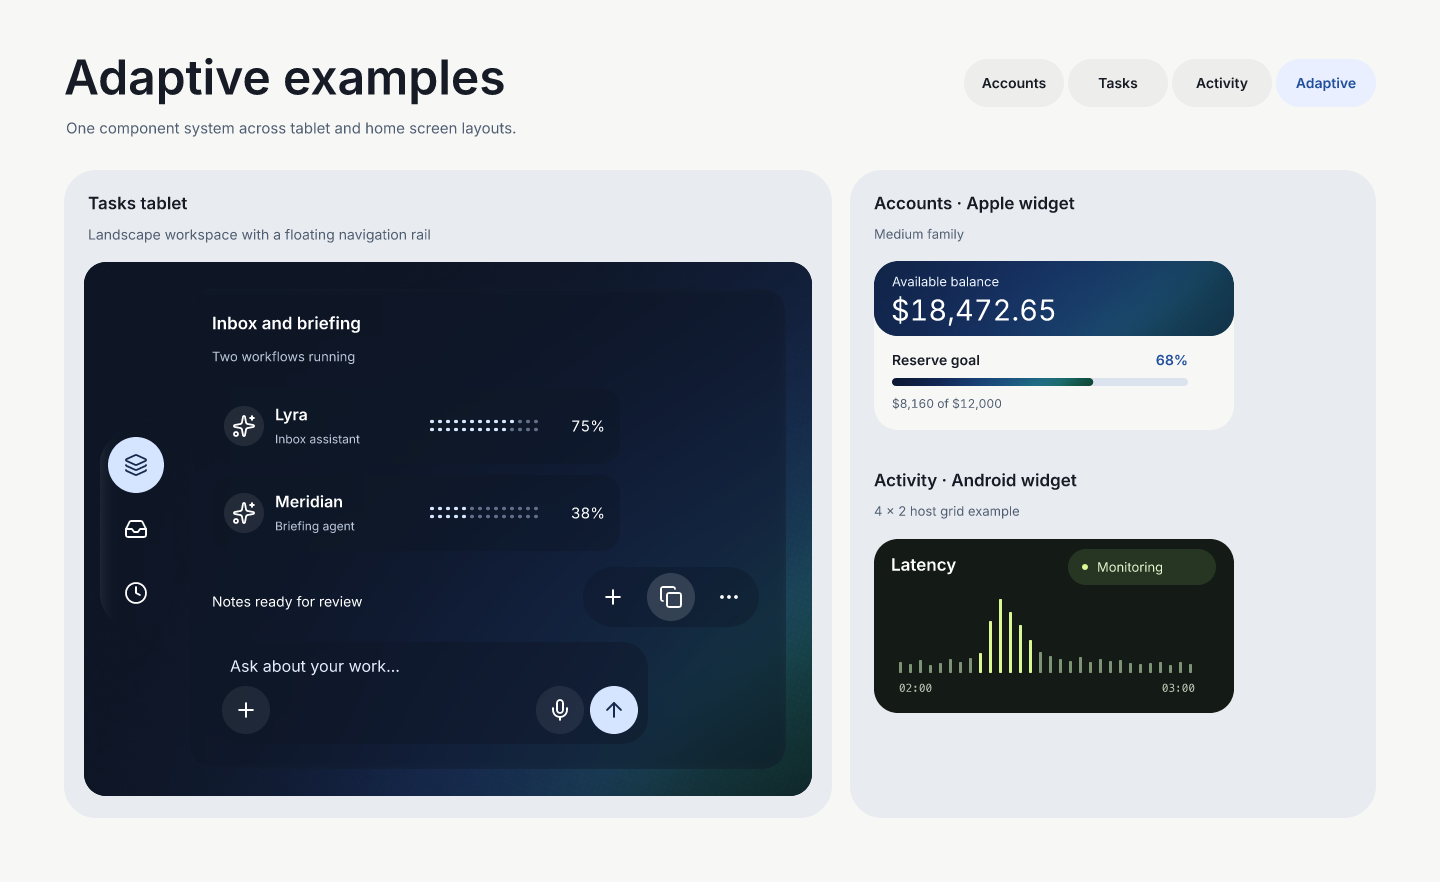 Adaptive examples
One component system across tablet and home screen layouts.
Accounts
Tasks
Activity
Adaptive
Tasks tablet
Landscape workspace with a floating navigation rail
Inbox and briefing
Two workflows running
Lyra
Inbox assistant
75%
Meridian
Briefing agent
38%
Notes ready for review
Ask about your work...
Accounts · Apple widget
Medium family
Available balance
$18,472.65
Reserve goal
68%
$8,160 of $12,000
Activity · Android widget
4 × 2 host grid example
Latency
Monitoring
02:00
03:00